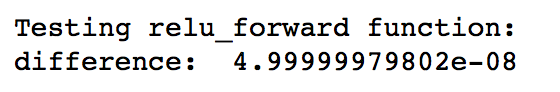 Testing relu_forward function:
difference:  4.99999979802e-08